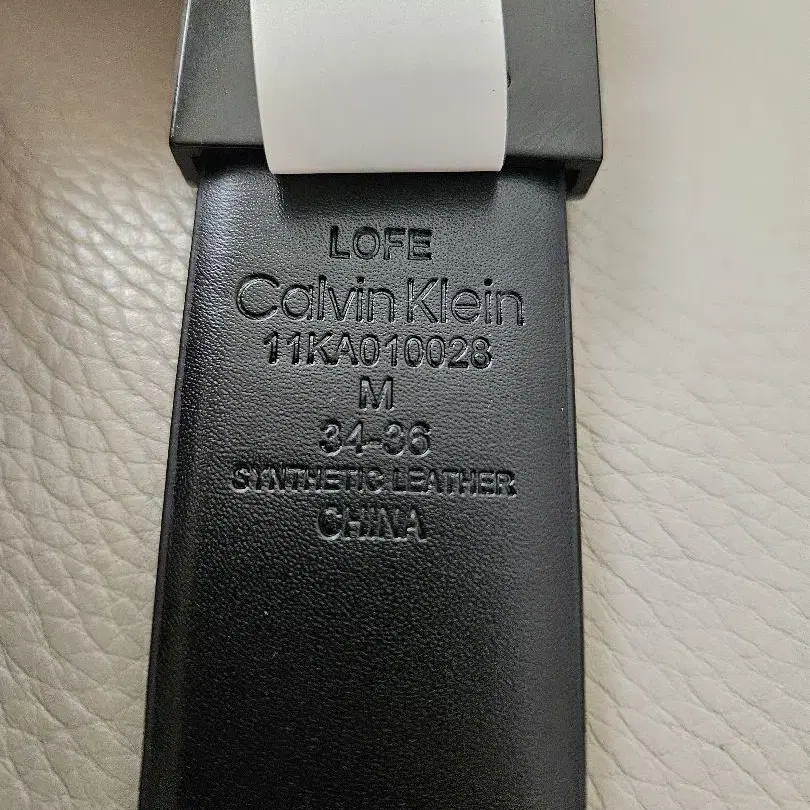 LOFE
Calvin Klein
11KA010028
M
34-36
SYNTHETIC LEATHER
CHINA